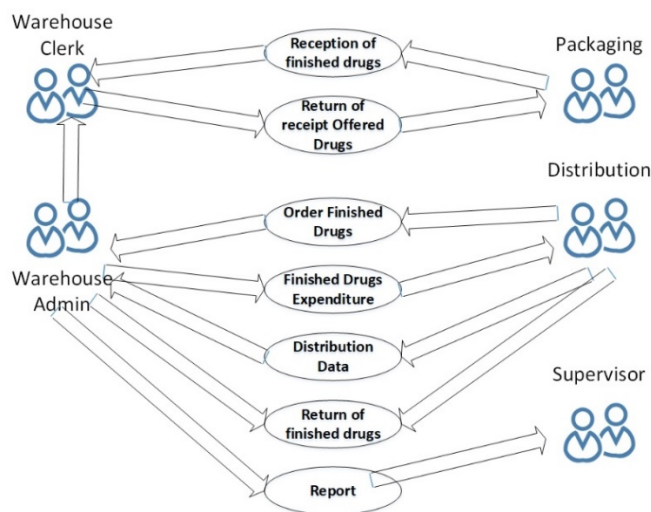 Warehouse
Clerk
Reception of
finished drugs
Packaging
Return of
receipt Offered
Drugs
Distribution
Order Finished
Drugs
Warehouse
Admin
Finished Drugs
Expenditure
Distribution
Data
Supervisor
Return of
finished drugs
Report